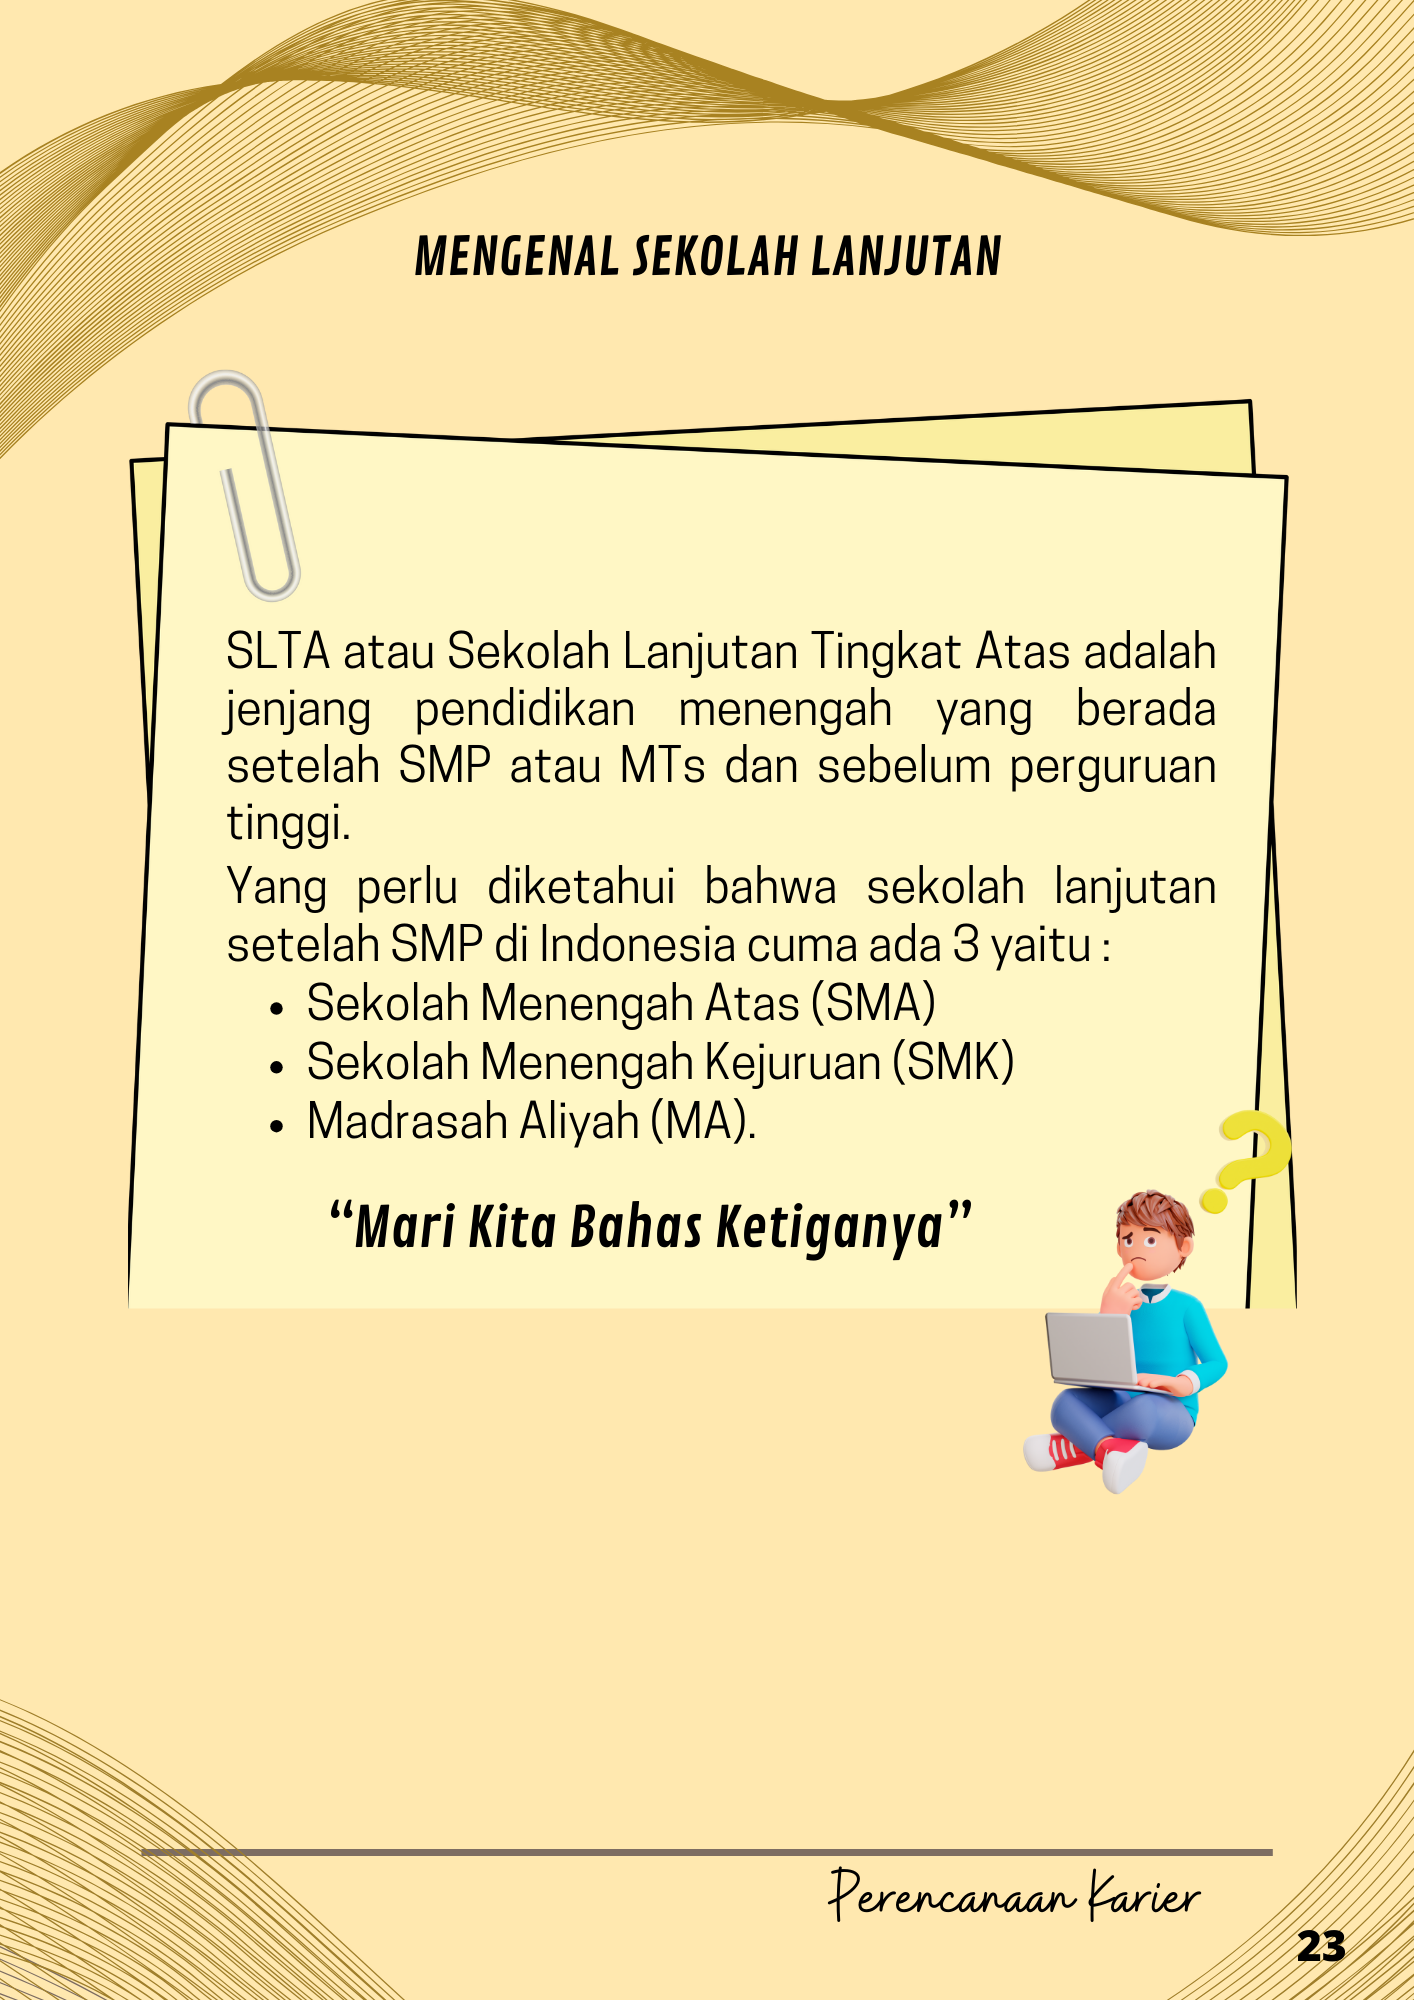 MENGENAL SEKOLAH LANJUTAN
SLTA atau Sekolah Lanjutan Tingkat Atas adalah
jenjang pendidikan menengah yang berada
setelah SMP atau MTs dan sebelum perguruan
tinggi.
Yang perlu diketahui bahwa sekolah lanjutan
setelah SMP di Indonesia cuma ada 3 yaitu :
• Sekolah Menengah Atas (SMA)
• Sekolah Menengah Kejuruan (SMK)
• Madrasah Aliyah (MA).
“Mari Kita Bahas Ketiganya”
Perencanaan Karier
23